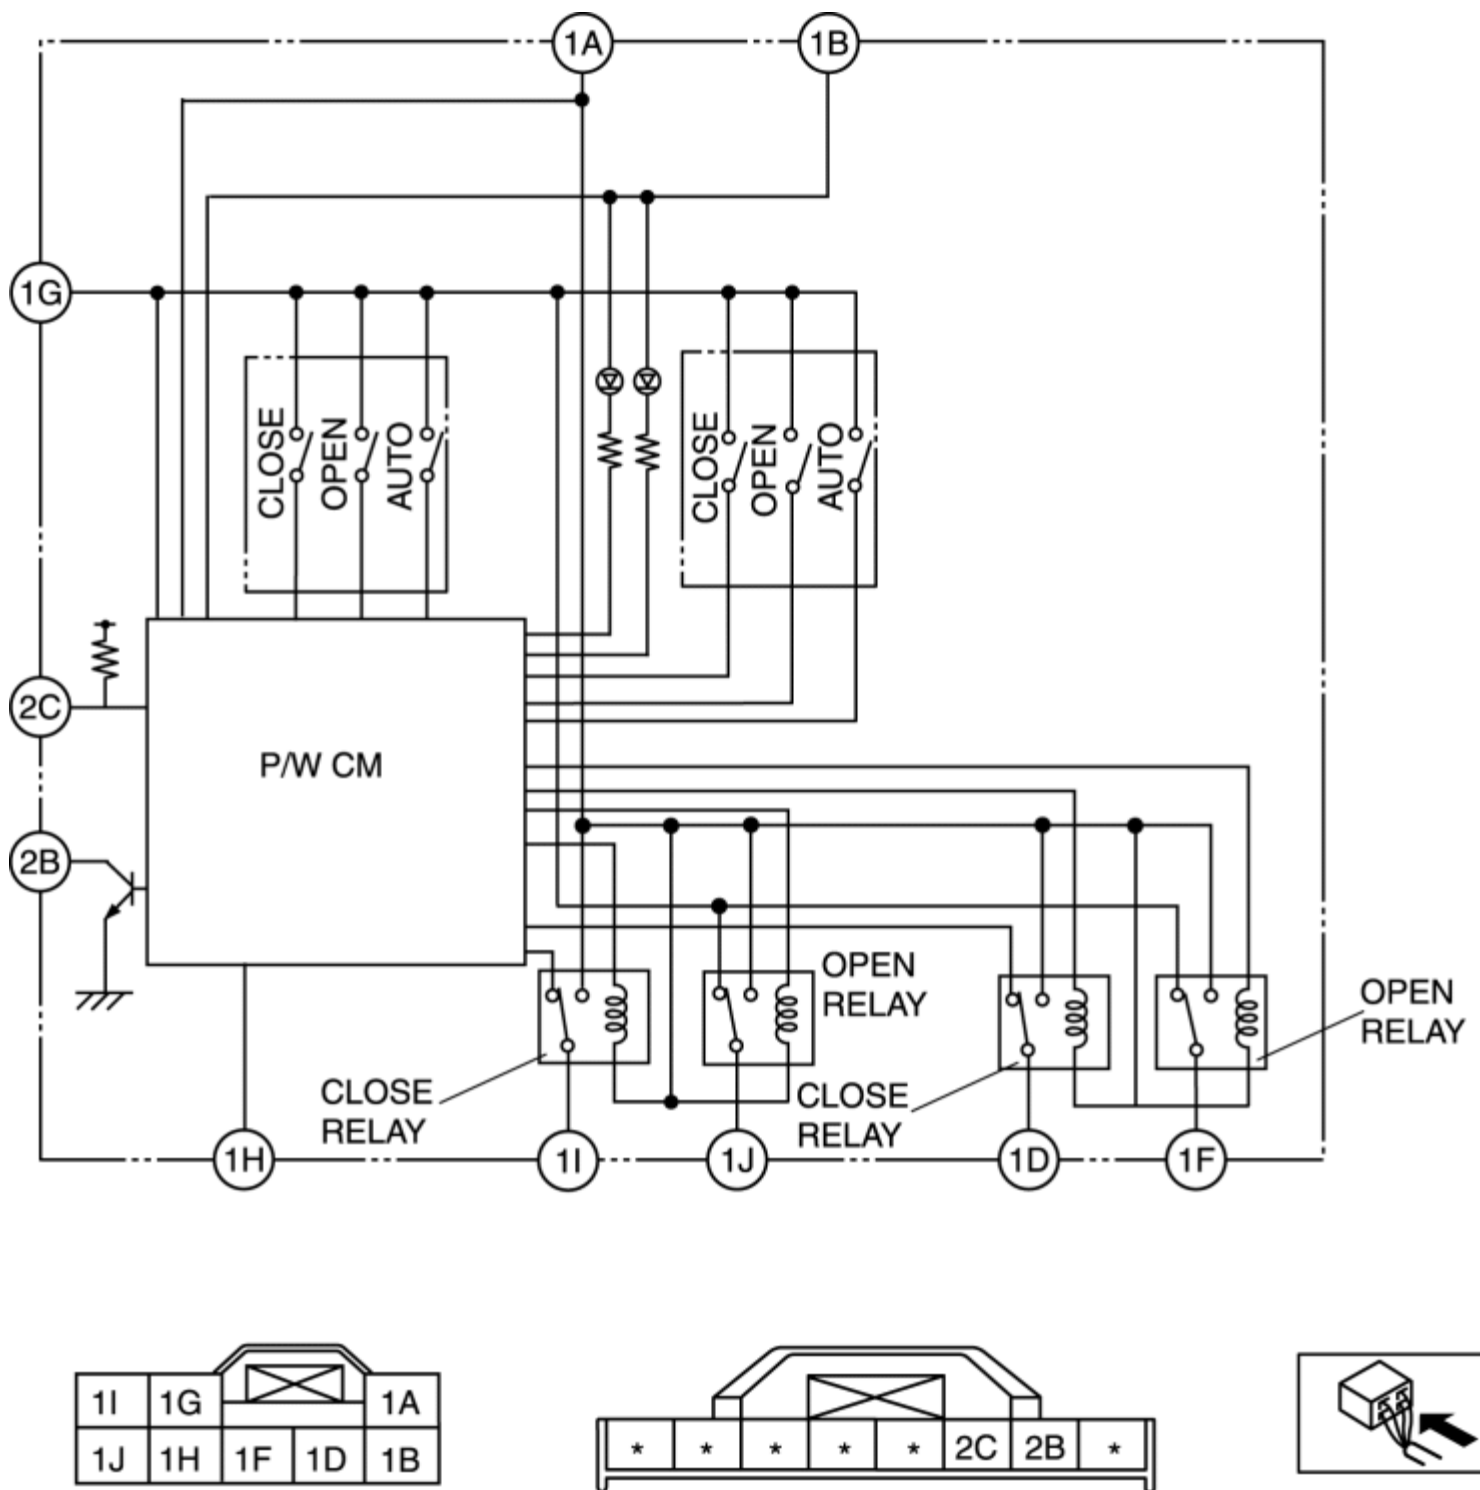 1A
1B
1G
CLOSE
OPEN
AUTO
CLOSE
OPEN
AUTO
2C
P/W CM
2B
OPEN
RELAY
OPEN
RELAY
CLOSE
RELAY
CLOSE
RELAY
1H
1I
1J
1D
1F
1I 1G 1A
1J 1H 1F 1D 1B
* * * * * 2C 2B *